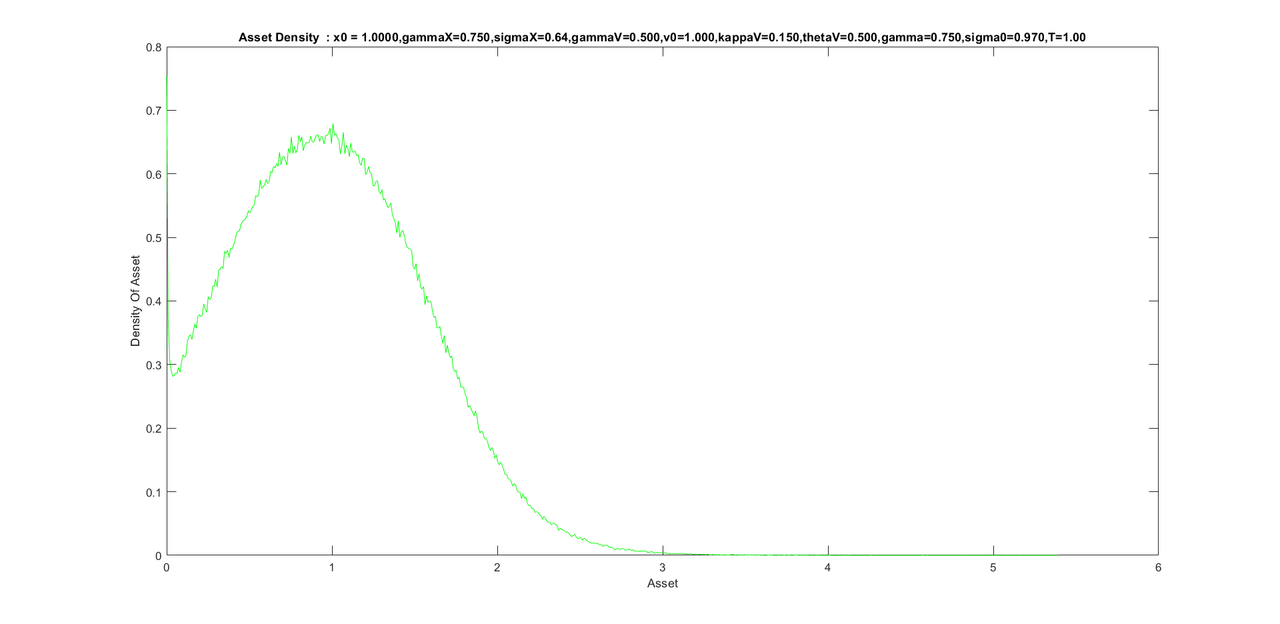 Asset Density : x0 = 1.0000,gammaX=0.750,sigmaX=0.64,gammaV=0.500,v0=1.000,kappaV=0.150,thetaV=0.500,gamma=0.750,sigma0=0.970,T=1.00
0.8
0.7
0.6
0.5
0.4
0.3
0.2
0.1
0
Density Of Asset
0 1 2 3 4 5 6
Asset